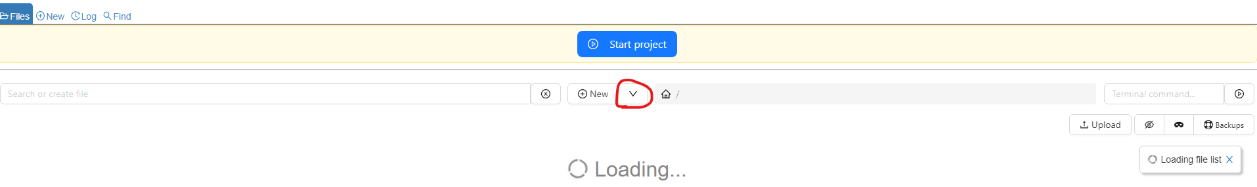 Files New Log Find
Start project
Search or create file New / Terminal command...
Upload Backups
Loading... Loading file list X